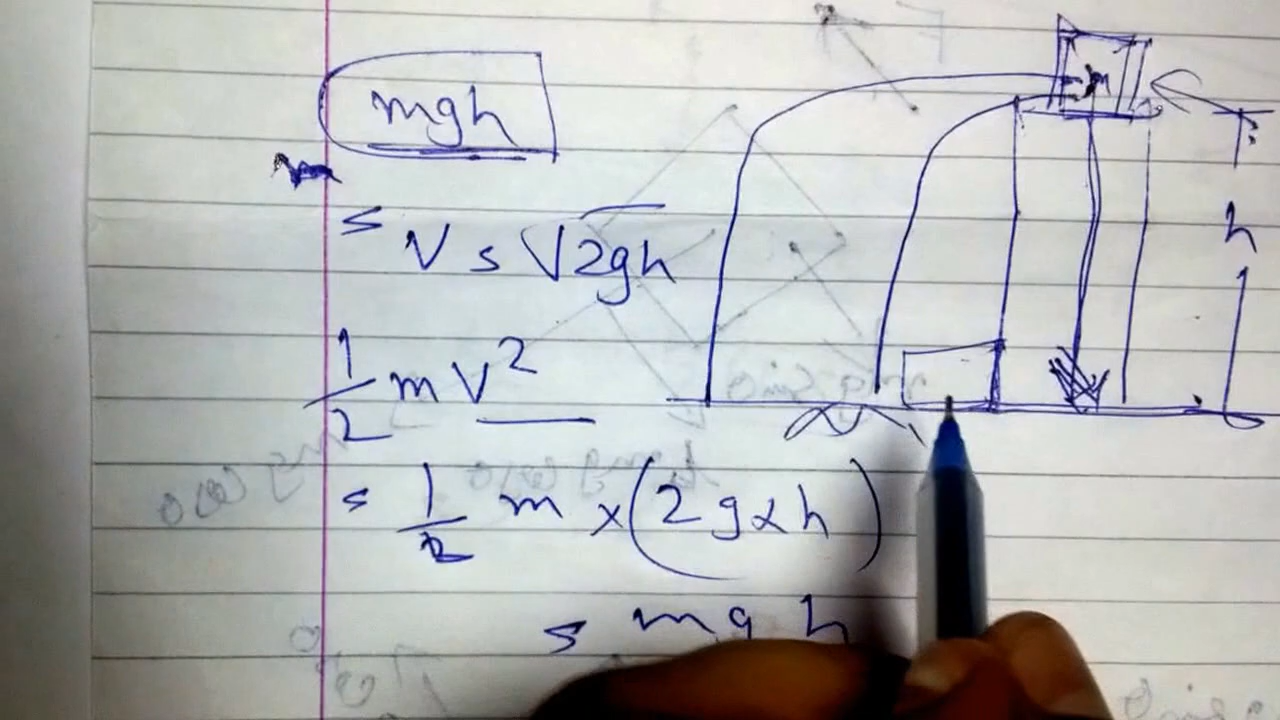 mgh
m
= V = √2gh
1/2 mV²
= 1/2 m × (2g×h)
= mgh
m
h